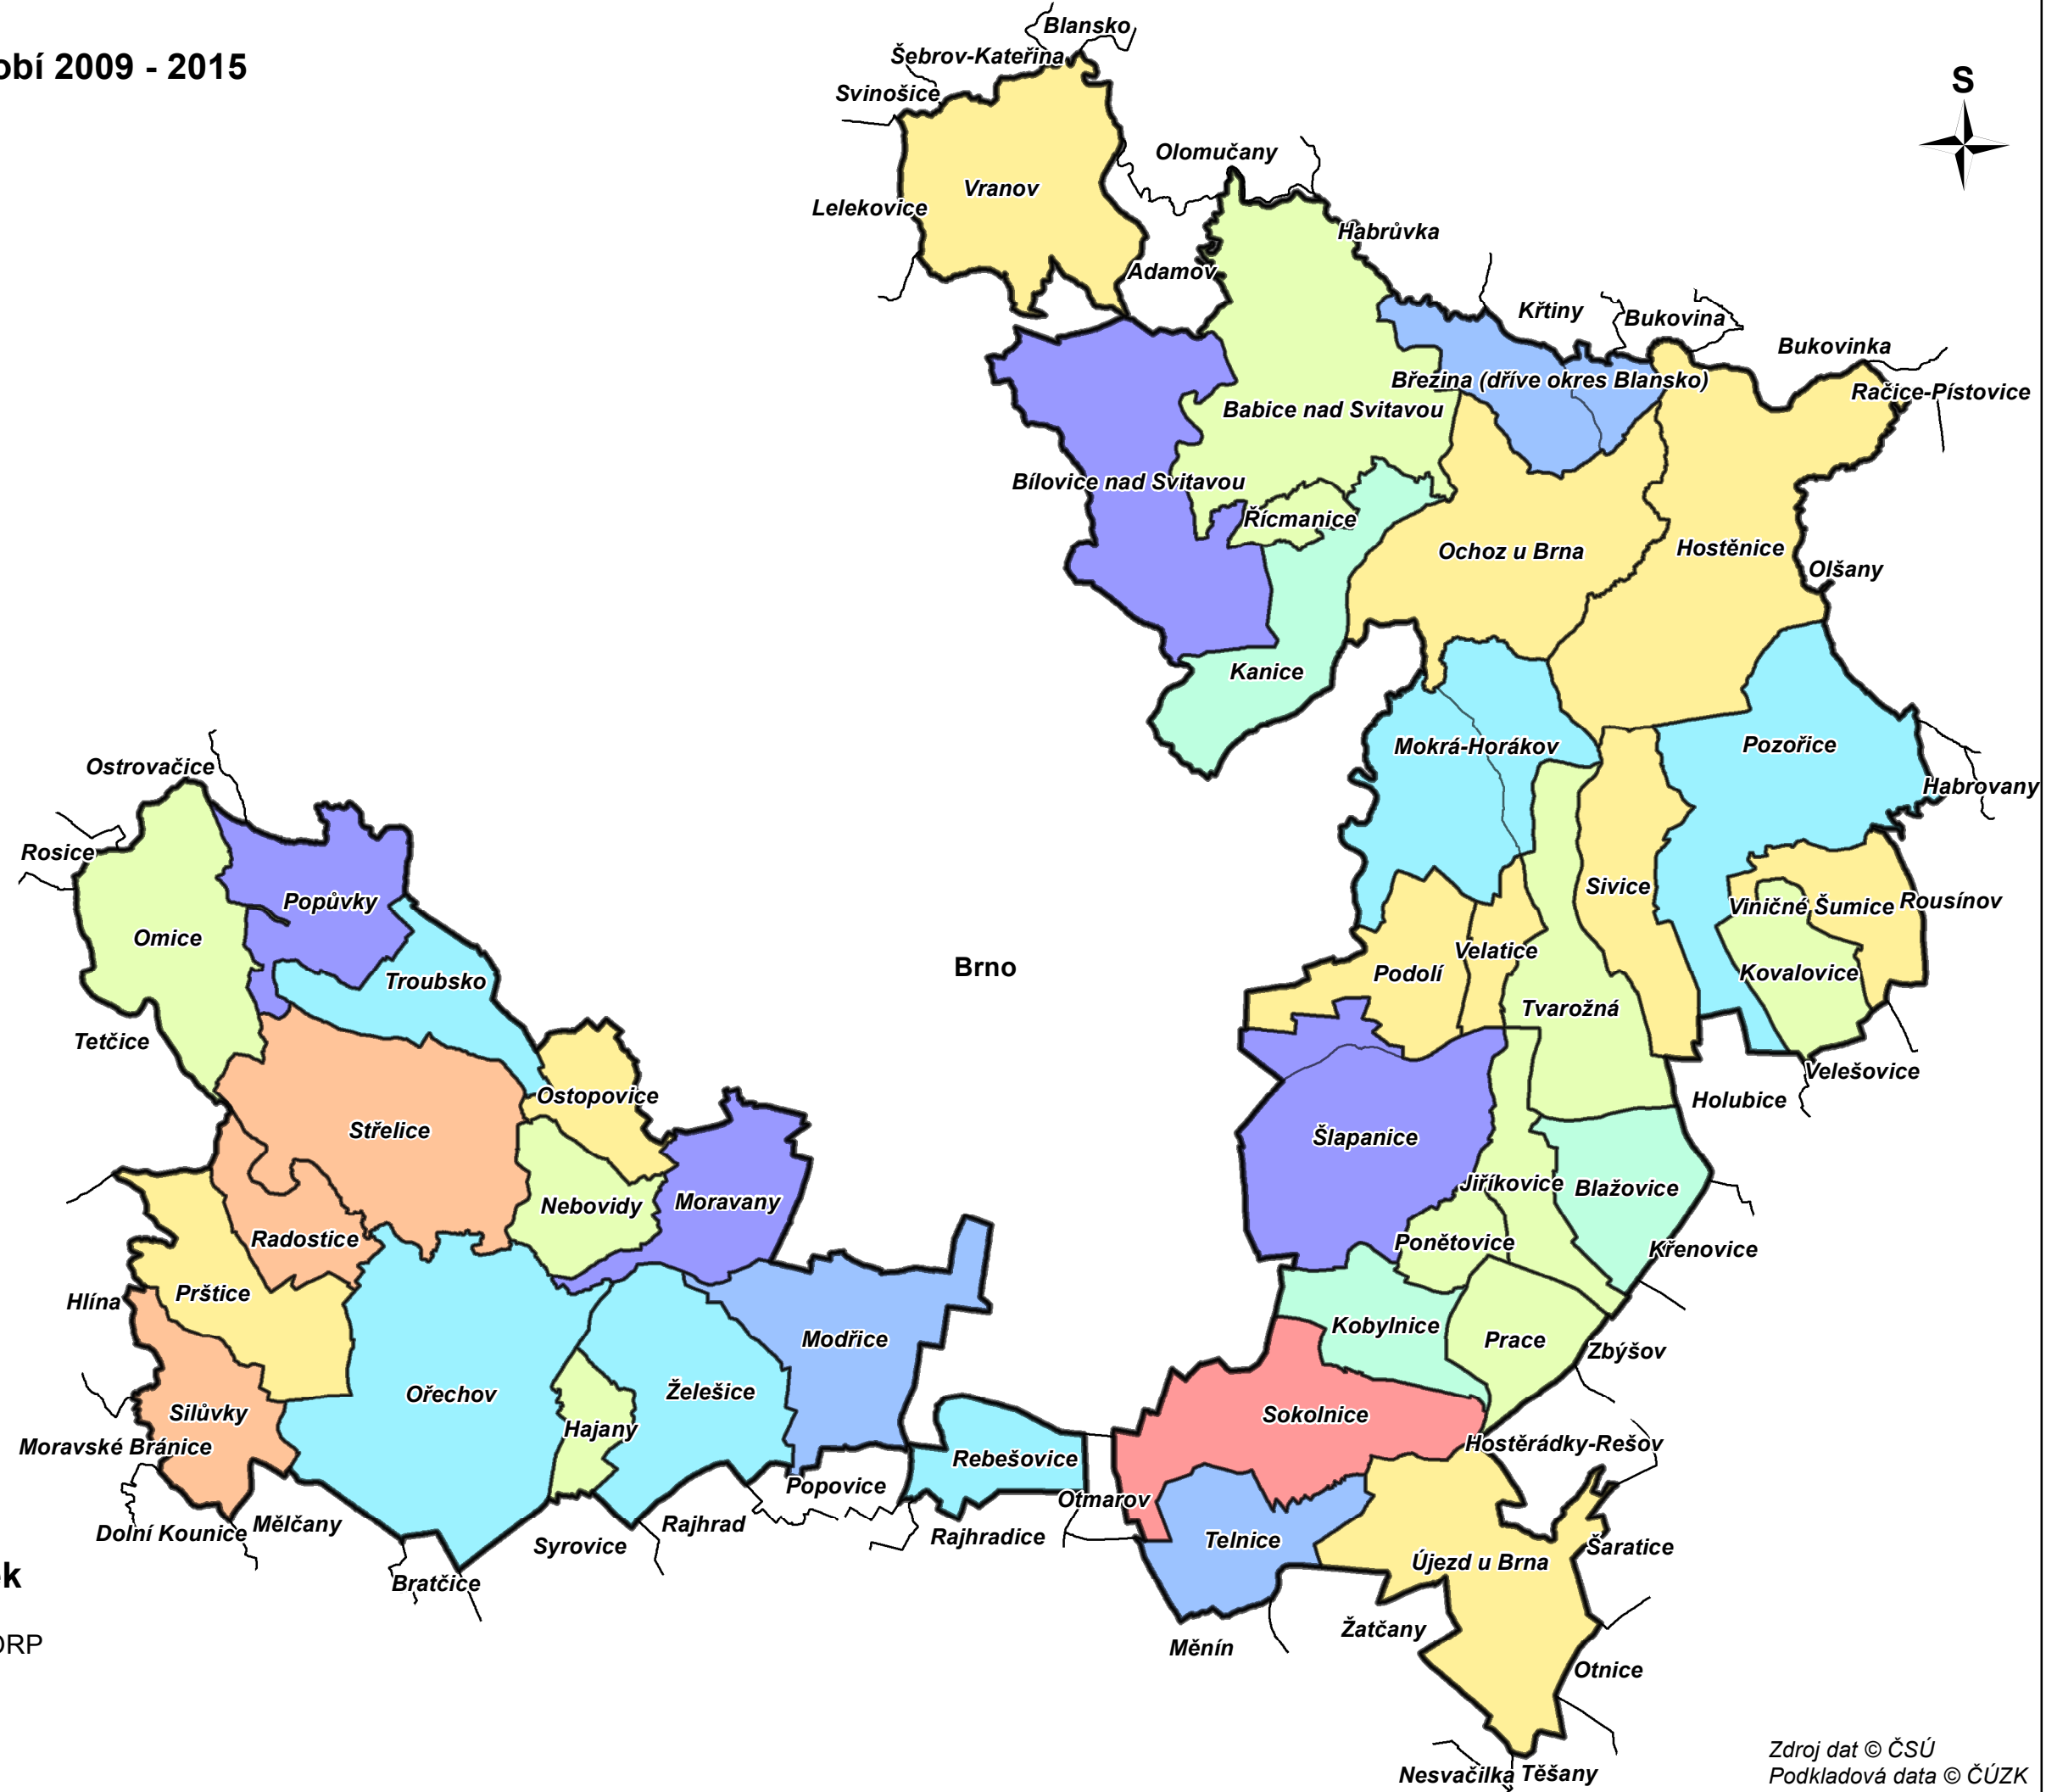 obí 2009 - 2015
S
Blansko
Šebrov-Kateřina
Svinošice
Olomučany
Vranov
Lelekovice
Habrůvka
Adamov
Křtiny
Bukovina
Bukovinka
Březina (dříve okres Blansko)
Račice-Pístovice
Babice nad Svitavou
Bílovice nad Svitavou
Řícmanice
Ochoz u Brna
Hostěnice
Olšany
Kanice
Mokrá-Horákov
Pozořice
Habrovany
Ostrovačice
Rosice
Popůvky
Omice
Sivice
Viničné Šumice
Rousínov
Velatice
Brno
Podolí
Kovalovice
Troubsko
Tvarožná
Tetčice
Velešovice
Ostopovice
Holubice
Střelice
Šlapanice
Jiříkovice
Blažovice
Nebovidy
Moravany
Radostice
Ponětovice
Křenovice
Prštice
Hlína
Kobylnice
Prace
Modřice
Zbýšov
Ořechov
Želešice
Silůvky
Sokolnice
Hajany
Moravské Bránice
Hostěrádky-Rešov
Rebešovice
Popovice
Otmarov
Dolní Kounice
Mělčany
Rajhrad
Rajhradice
Syrovice
Telnice
Šaratice
Újezd u Brna
k
Bratčice
Žatčany
ORP
Měnín
Otnice
Nesvačilka
Těšany
Zdroj dat © ČSÚ
Podkladová data © ČÚZK